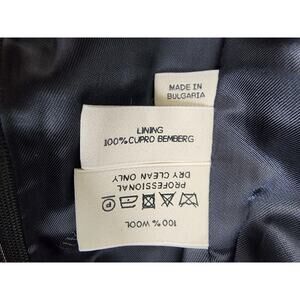 MADE IN
BULGARIA
LINING
100% CUPRO BEMBERG
100% WOOL
P
PROFESSIONAL
DRY CLEAN ONLY